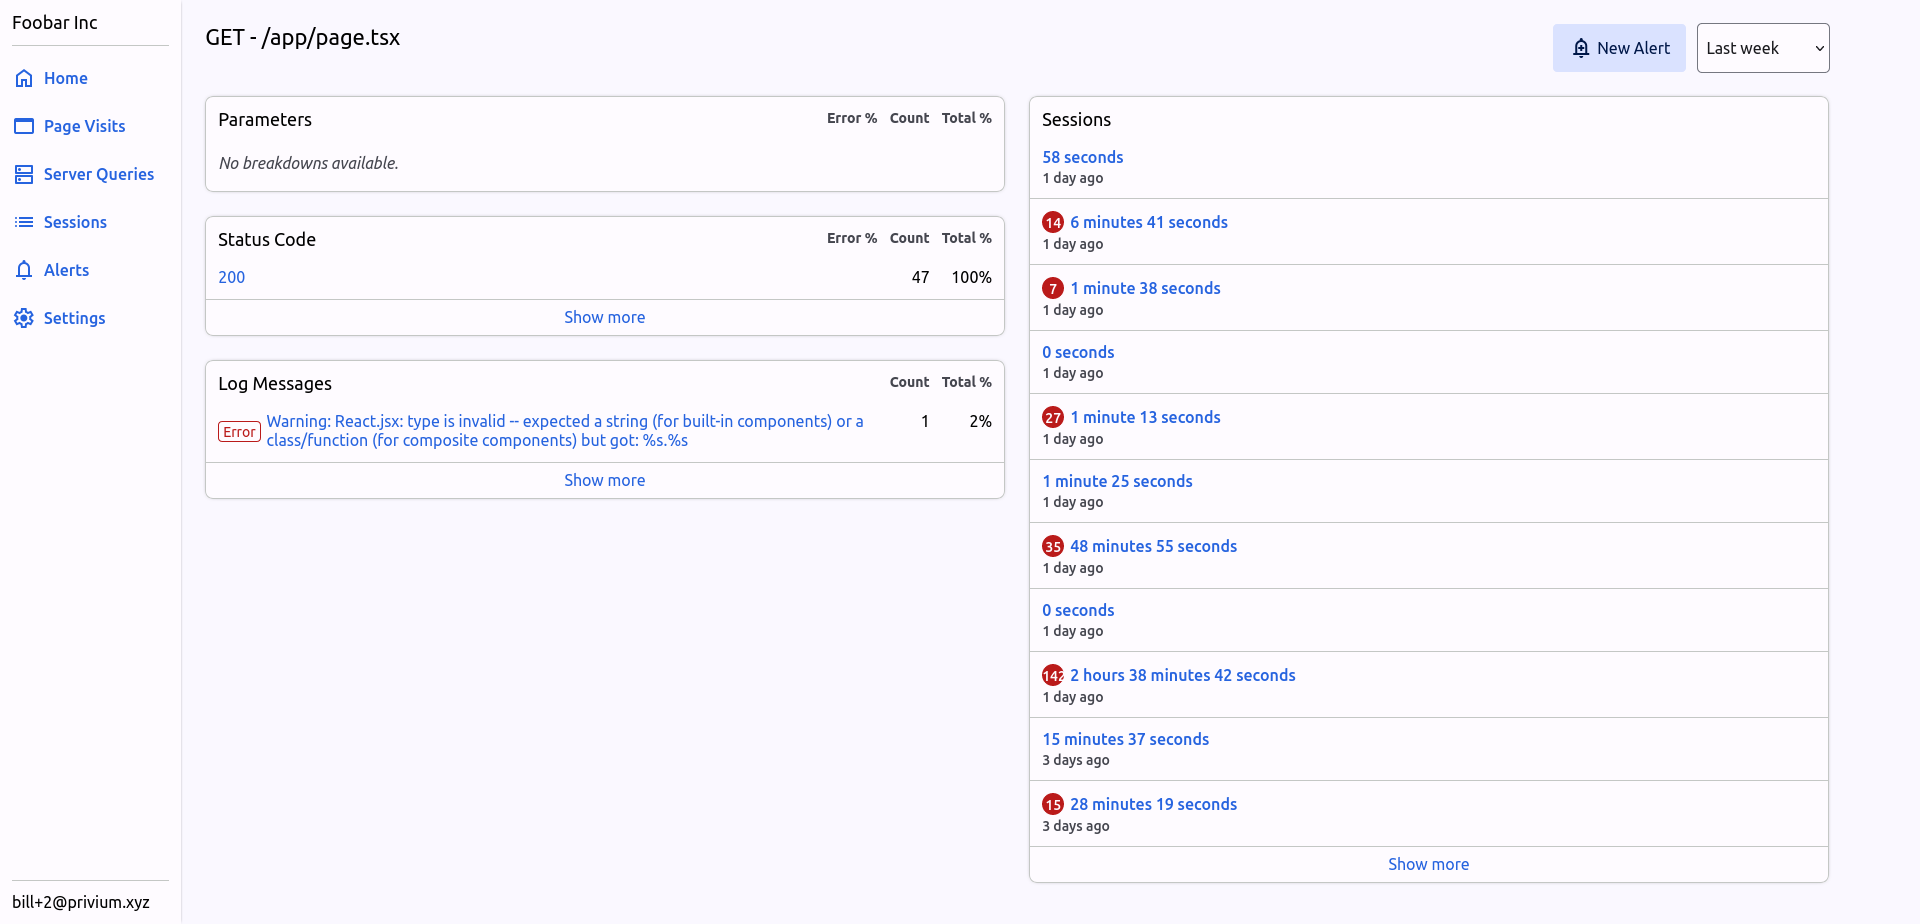 Foobar Inc
Home
Page Visits
Server Queries
Sessions
Alerts
Settings
bill+2@privium.xyz
GET - /app/page.tsx
New Alert
Last week
Parameters Error % Count Total %
No breakdowns available.
Status Code Error % Count Total %
200 47 100%
Show more
Log Messages Count Total %
Error Warning: React.jsx: type is invalid -- expected a string (for built-in components) or a 1 2%
class/function (for composite components) but got: %s.%s
Show more
Sessions
58 seconds
1 day ago
14 6 minutes 41 seconds
1 day ago
7 1 minute 38 seconds
1 day ago
0 seconds
1 day ago
27 1 minute 13 seconds
1 day ago
1 minute 25 seconds
1 day ago
35 48 minutes 55 seconds
1 day ago
0 seconds
1 day ago
142 2 hours 38 minutes 42 seconds
1 day ago
15 minutes 37 seconds
3 days ago
15 28 minutes 19 seconds
3 days ago
Show more